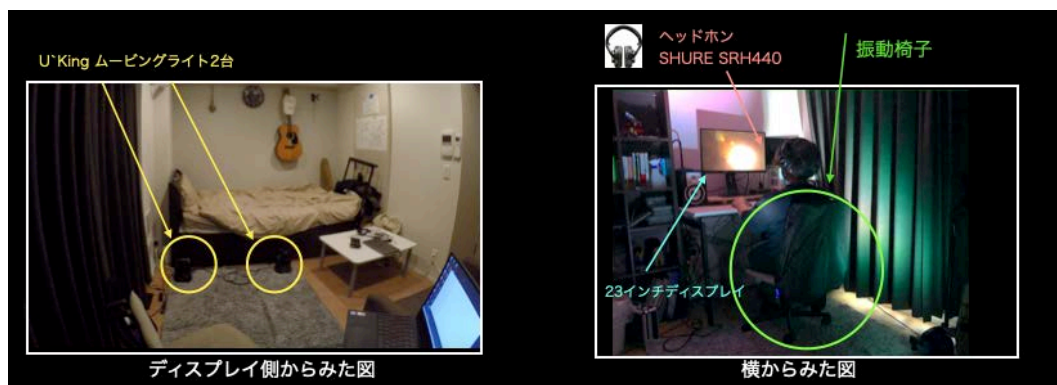 U`King ムービングライト2台
ディスプレイ側からみた図
ヘッドホン
SHURE SRH440
振動椅子
23インチディスプレイ
横からみた図